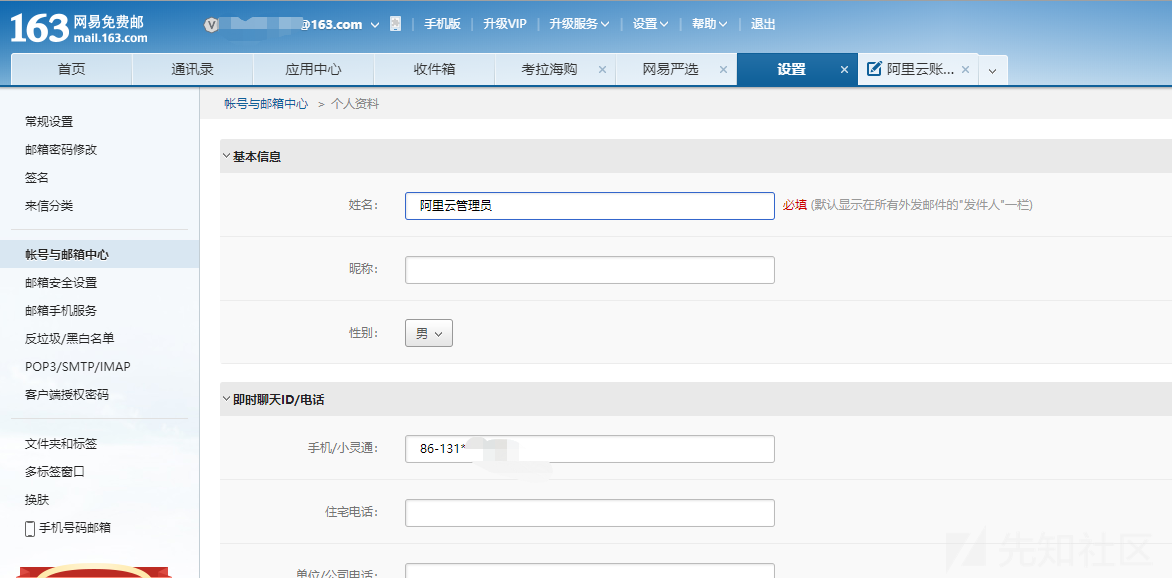 163 网易免费邮
mail.163.com
@163.com 手机版 升级VIP 升级服务 设置 帮助 退出
首页 通讯录 应用中心 收件箱 考拉海购 × 网易严选 × 设置 × 阿里云账... ×
帐号与邮箱中心 > 个人资料
常规设置
邮箱密码修改
签名
来信分类
帐号与邮箱中心
邮箱安全设置
邮箱手机服务
反垃圾/黑白名单
POP3/SMTP/IMAP
客户端授权密码
文件夹和标签
多标签窗口
换肤
手机号码邮箱
基本信息
姓名: 阿里云管理员 必填 (默认显示在所有外发邮件的"发件人"一栏)
昵称:
性别: 男
即时聊天ID/电话
手机/小灵通: 86-131*
住宅电话:
单位/公司电话:
先知社区